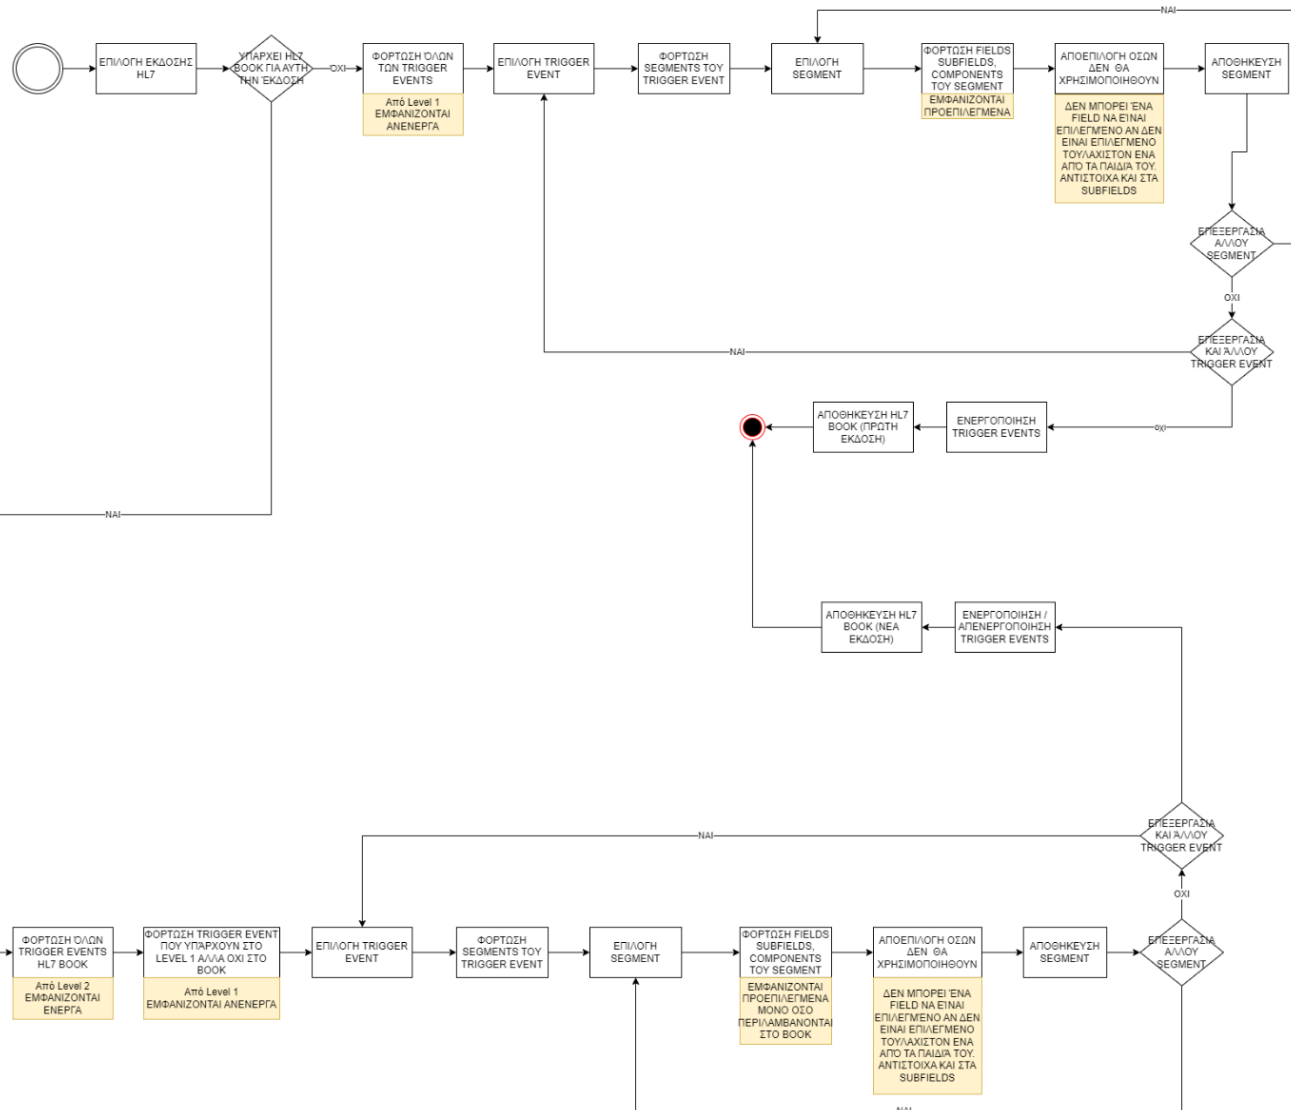 ΝΑΙ
ΕΠΙΛΟΓΗ ΕΚΔΟΣΗΣ
HL7
ΥΠΑΡΧΕΙ HL7
BOOK ΓΙΑ ΑΥΤΗ
ΤΗΝ ΈΚΔΟΣΗ
ΌΧΙ
ΦΟΡΤΩΣΗ ΌΛΩΝ
ΤΩΝ TRIGGER
EVENTS
Από Level 1
ΕΜΦΑΝΙΖΟΝΤΑΙ
ΑΝΕΝΕΡΓΑ
ΕΠΙΛΟΓΗ TRIGGER
EVENT
ΦΟΡΤΩΣΗ
SEGMENTS ΤΟΥ
TRIGGER EVENT
ΕΠΙΛΟΓΗ
SEGMENT
ΦΟΡΤΩΣΗ FIELDS
SUBFIELDS,
COMPONENTS
ΤΟΥ SEGMENT
ΕΜΦΑΝΙΖΟΝΤΑΙ
ΠΡΟΕΠΙΛΕΓΜΕΝΑ
ΑΠΟΕΠΙΛΟΓΗ ΟΣΩΝ
ΔΕΝ ΘΑ
ΧΡΗΣΙΜΟΠΟΙΗΘΟΥΝ
ΔΕΝ ΜΠΟΡΕΙ ΈΝΑ
FIELD ΝΑ ΕΊΝΑΙ
ΕΠΙΛΕΓΜΈΝΟ ΑΝ ΔΕΝ
ΕΙΝΑΙ ΕΠΙΛΕΓΜΕΝΟ
ΤΟΥΛΑΧΙΣΤΟΝ ΕΝΑ
ΑΠΌ ΤΑ ΠΑΙΔΙΆ ΤΟΥ.
ΑΝΤΙΣΤΟΙΧΑ ΚΑΙ ΣΤΑ
SUBFIELDS
ΑΠΟΘΗΚΕΥΣΗ
SEGMENT
ΕΠΕΞΕΡΓΑΣΙΑ
ΑΛΛΟΥ
SEGMENT
ΟΧΙ
ΕΠΕΞΕΡΓΑΣΙΑ
ΚΑΙ ΆΛΛΟΥ
TRIGGER EVENT
ΝΑΙ
ΑΠΟΘΗΚΕΥΣΗ HL7
BOOK (ΠΡΩΤΗ
ΕΚΔΟΣΗ)
ΕΝΕΡΓΟΠΟΙΗΣΗ
TRIGGER EVENTS
οχι
ΝΑΙ
ΑΠΟΘΗΚΕΥΣΗ HL7
BOOK (ΝΕΑ
ΕΚΔΟΣΗ)
ΕΝΕΡΓΟΠΟΙΗΣΗ /
ΑΠΕΝΕΡΓΟΠΟΙΗΣΗ
TRIGGER EVENTS
ΝΑΙ
ΕΠΕΞΕΡΓΑΣΙΑ
ΚΑΙ ΆΛΛΟΥ
TRIGGER EVENT
ΟΧΙ
ΦΟΡΤΩΣΗ ΌΛΩΝ
TRIGGER EVENTS
HL7 BOOK
Από Level 2
ΕΜΦΑΝΙΖΟΝΤΑΙ
ΕΝΕΡΓΑ
ΦΟΡΤΩΣΗ TRIGGER EVENT
ΠΟΥ ΥΠΆΡΧΟΥΝ ΣΤΟ
LEVEL 1 ΑΛΛΑ ΟΧΙ ΣΤΟ
BOOK
Από Level 1
ΕΜΦΑΝΙΖΟΝΤΑΙ ΑΝΕΝΕΡΓΑ
ΕΠΙΛΟΓΗ TRIGGER
EVENT
ΦΟΡΤΩΣΗ
SEGMENTS ΤΟΥ
TRIGGER EVENT
ΕΠΙΛΟΓΗ
SEGMENT
ΦΟΡΤΩΣΗ FIELDS
SUBFIELDS,
COMPONENTS
ΤΟΥ SEGMENT
ΕΜΦΑΝΙΖΟΝΤΑΙ
ΠΡΟΕΠΙΛΕΓΜΕΝΑ
ΜΟΝΟ ΟΣΟ
ΠΕΡΙΛΑΜΒΑΝΟΝΤΑΙ
ΣΤΟ BOOK
ΑΠΟΕΠΙΛΟΓΗ ΟΣΩΝ
ΔΕΝ ΘΑ
ΧΡΗΣΙΜΟΠΟΙΗΘΟΥΝ
ΔΕΝ ΜΠΟΡΕΙ ΈΝΑ
FIELD ΝΑ ΕΊΝΑΙ
ΕΠΙΛΕΓΜΈΝΟ ΑΝ ΔΕΝ
ΕΙΝΑΙ ΕΠΙΛΕΓΜΕΝΟ
ΤΟΥΛΑΧΙΣΤΟΝ ΕΝΑ
ΑΠΌ ΤΑ ΠΑΙΔΙΆ ΤΟΥ.
ΑΝΤΙΣΤΟΙΧΑ ΚΑΙ ΣΤΑ
SUBFIELDS
ΑΠΟΘΗΚΕΥΣΗ
SEGMENT
ΕΠΕΞΕΡΓΑΣΙΑ
ΑΛΛΟΥ
SEGMENT
ΝΑΙ